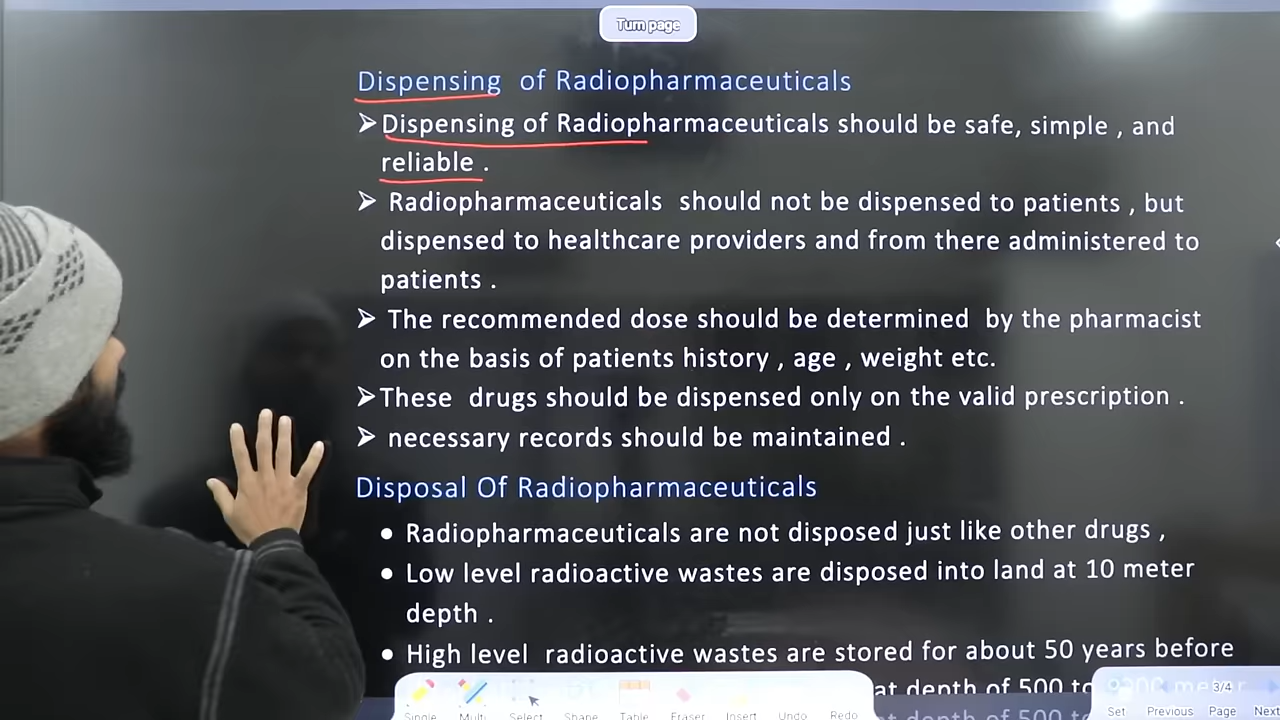 Turn page
Dispensing of Radiopharmaceuticals
➤Dispensing of Radiopharmaceuticals should be safe, simple , and
reliable .
➤ Radiopharmaceuticals should not be dispensed to patients , but
dispensed to healthcare providers and from there administered to
patients .
➤ The recommended dose should be determined by the pharmacist
on the basis of patients history , age , weight etc.
➤These drugs should be dispensed only on the valid prescription .
➤ necessary records should be maintained .
Disposal Of Radiopharmaceuticals
• Radiopharmaceuticals are not disposed just like other drugs ,
• Low level radioactive wastes are disposed into land at 10 meter
depth .
• High level radioactive wastes are stored for about 50 years before
at depth of 500 to
3/4
Single Multi Select Shape Table Eraser Insert Undo Redo
Set Previous Page Next